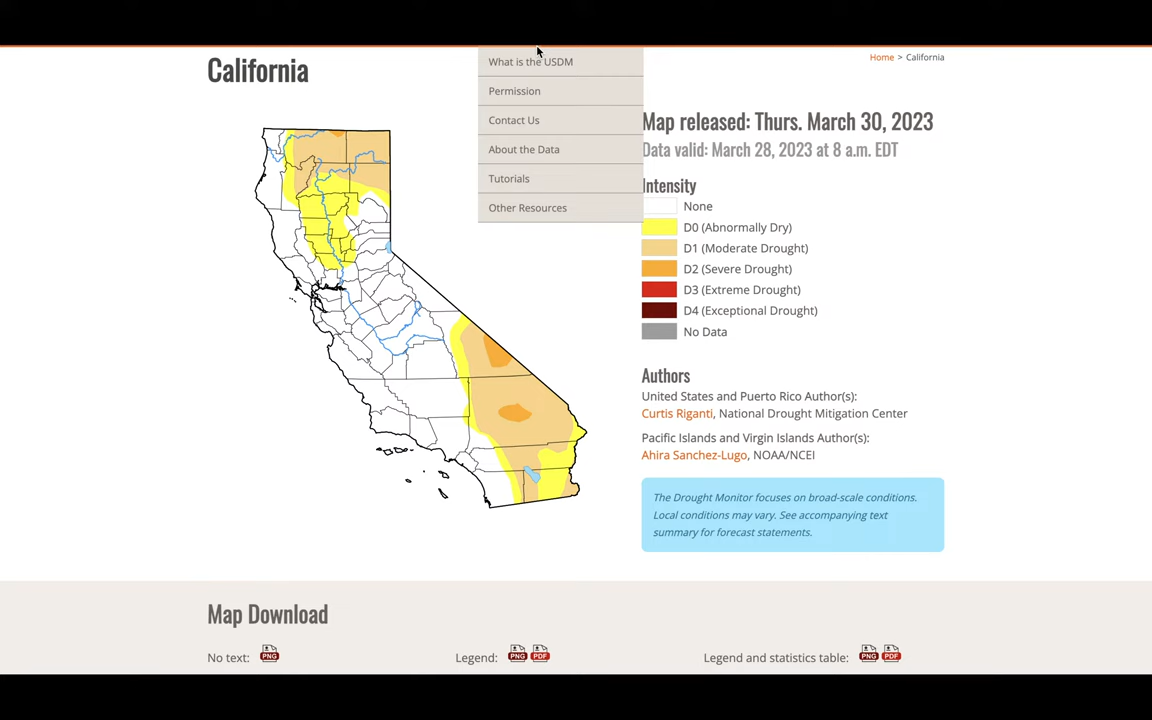 California
What is the USDM
Permission
Contact Us
About the Data
Tutorials
Other Resources
Home > California
Map released: Thurs. March 30, 2023
Data valid: March 28, 2023 at 8 a.m. EDT
Intensity
None
D0 (Abnormally Dry)
D1 (Moderate Drought)
D2 (Severe Drought)
D3 (Extreme Drought)
D4 (Exceptional Drought)
No Data
Authors
United States and Puerto Rico Author(s):
Curtis Riganti, National Drought Mitigation Center
Pacific Islands and Virgin Islands Author(s):
Ahira Sanchez-Lugo, NOAA/NCEI
The Drought Monitor focuses on broad-scale conditions.
Local conditions may vary. See accompanying text
summary for forecast statements.
Map Download
No text: PNG
Legend: PNG PDF
Legend and statistics table: PNG PDF